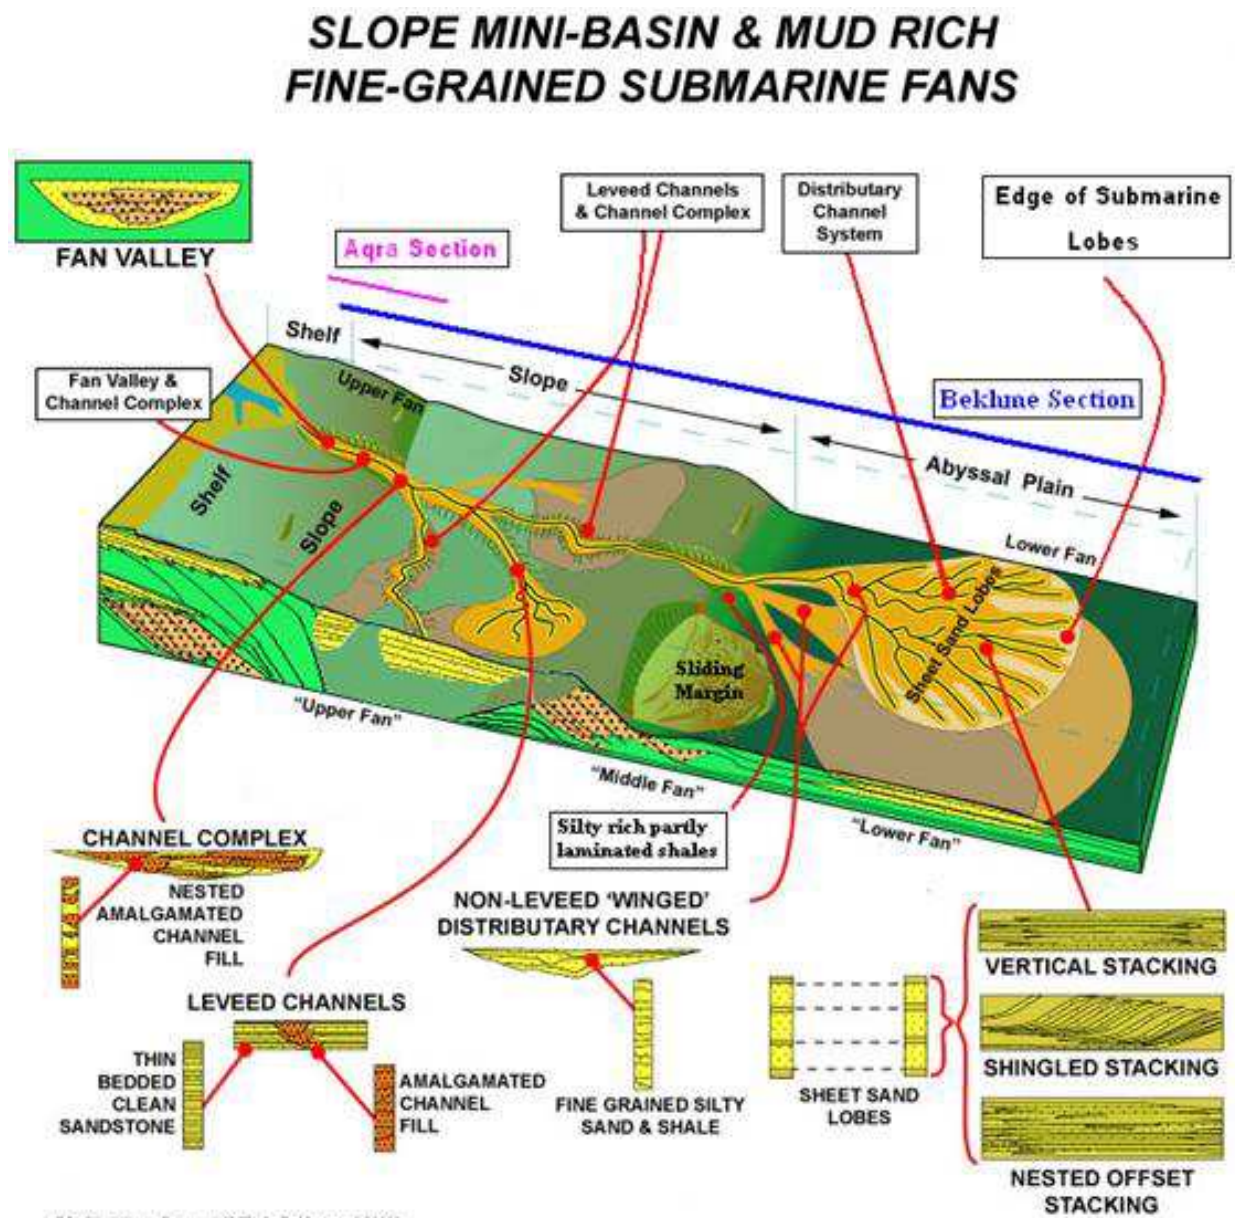 SLOPE MINI-BASIN & MUD RICH
FINE-GRAINED SUBMARINE FANS
FAN VALLEY
Aqra Section
Leveed Channels
& Channel Complex
Distributary
Channel
System
Edge of Submarine
Lobes
Fan Valley &
Channel Complex
Shelf
Slope
Bekhme Section
Abyssal Plain
Upper Fan
Shelf
Slope
Lower Fan
Sheet Sand Lobes
Sliding
Margin
"Upper Fan"
"Middle Fan"
"Lower Fan"
Silty rich partly
laminated shales
CHANNEL COMPLEX
NESTED
AMALGAMATED
CHANNEL
FILL
LEVEED CHANNELS
THIN
BEDDED
CLEAN
SANDSTONE
AMALGAMATED
CHANNEL
FILL
NON-LEVEED 'WINGED'
DISTRIBUTARY CHANNELS
FINE GRAINED SILTY
SAND & SHALE
SHEET SAND
LOBES
VERTICAL STACKING
SHINGLED STACKING
NESTED OFFSET
STACKING